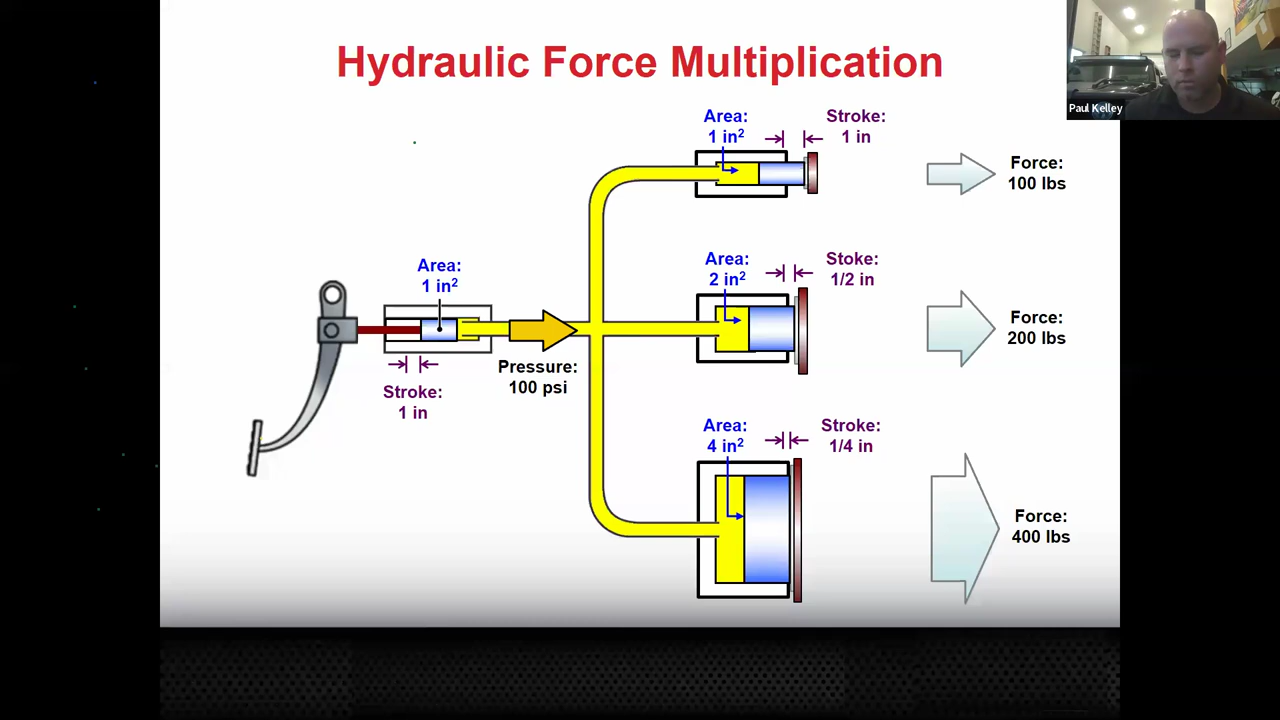 Hydraulic Force Multiplication
Paul Kelley
Area:
1 in²
Stroke:
1 in
Force:
100 lbs
Area:
1 in²
Stroke:
1 in
Pressure:
100 psi
Area:
2 in²
Stoke:
1/2 in
Force:
200 lbs
Area:
4 in²
Stroke:
1/4 in
Force:
400 lbs